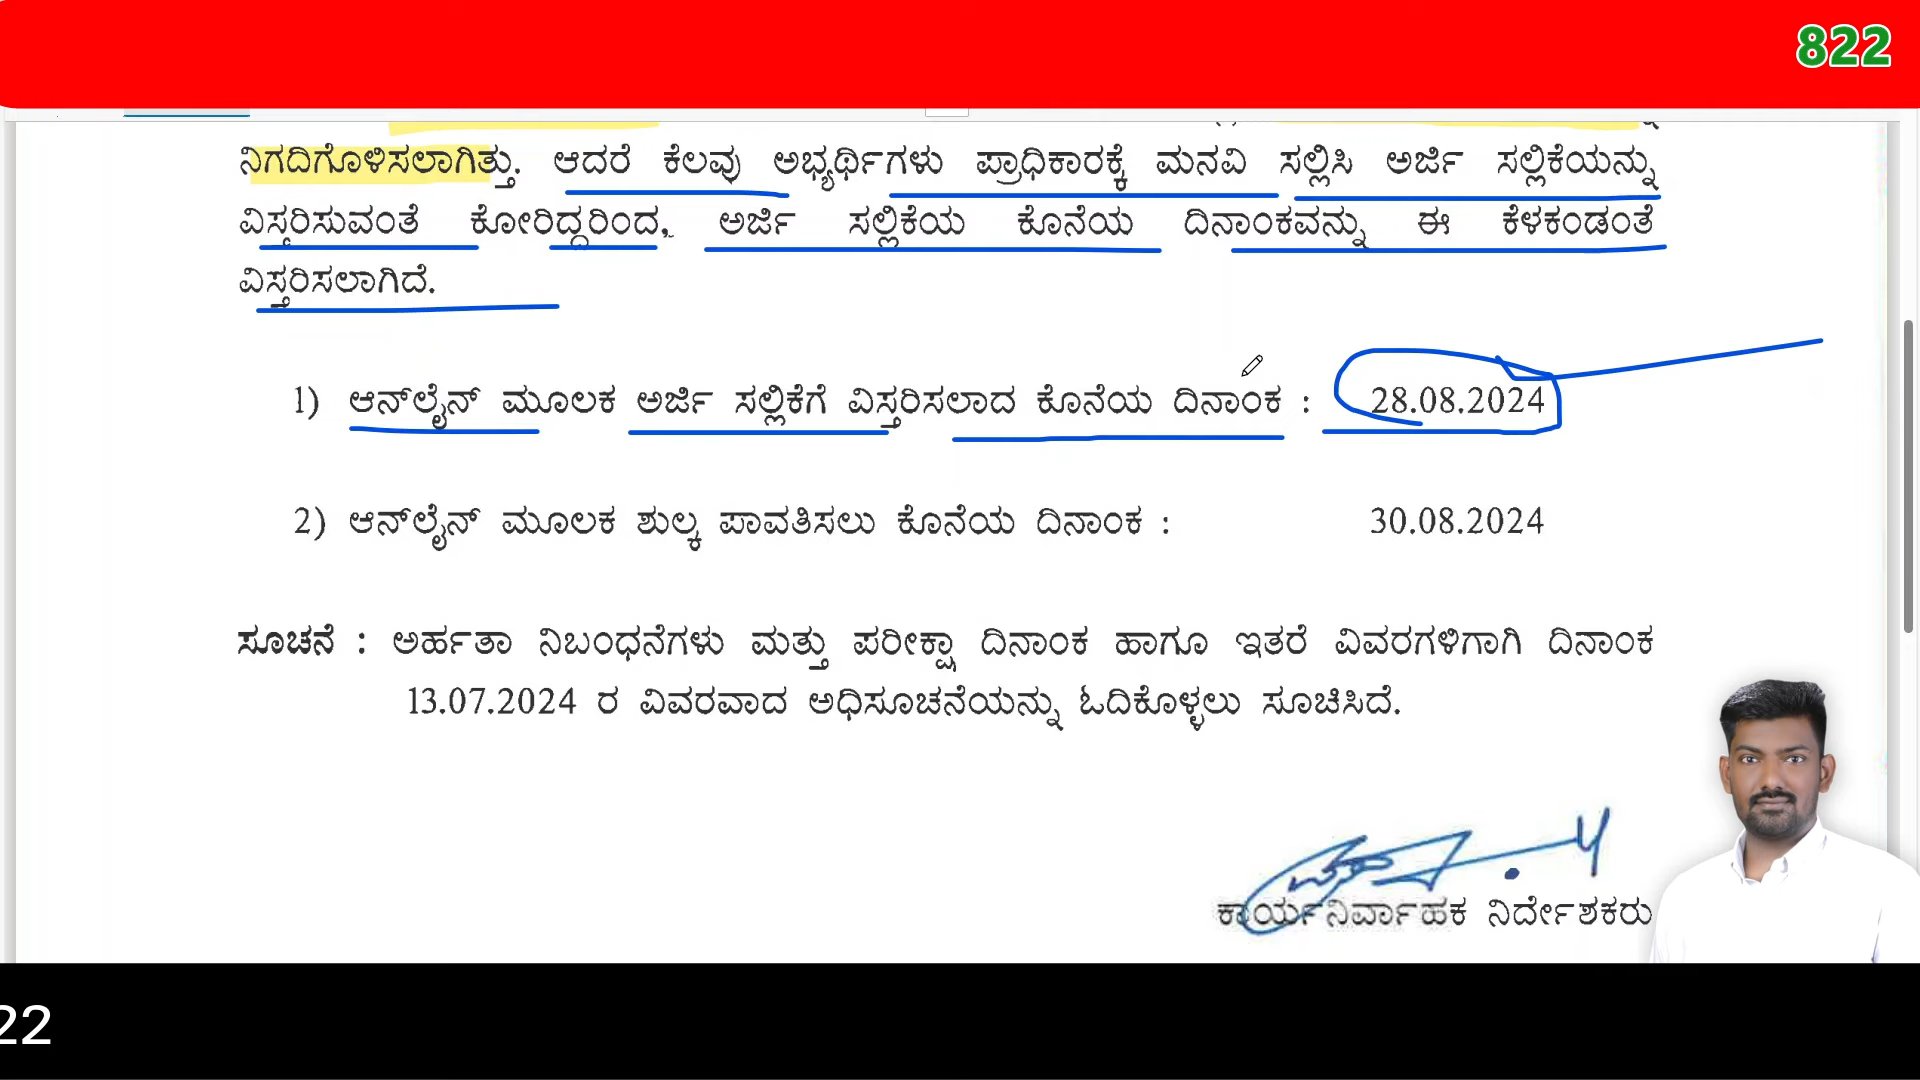 822
ನಿಗದಿಗೊಳಿಸಲಾಗಿತ್ತು. ಆದರೆ ಕೆಲವು ಅಭ್ಯರ್ಥಿಗಳು ಪ್ರಾಧಿಕಾರಕ್ಕೆ ಮನವಿ ಸಲ್ಲಿಸಿ ಅರ್ಜಿ ಸಲ್ಲಿಕೆಯನ್ನು
ವಿಸ್ತರಿಸುವಂತೆ ಕೋರಿದ್ದರಿಂದ, ಅರ್ಜಿ ಸಲ್ಲಿಕೆಯ ಕೊನೆಯ ದಿನಾಂಕವನ್ನು ಈ ಕೆಳಕಂಡಂತೆ
ವಿಸ್ತರಿಸಲಾಗಿದೆ.
1) ಆನ್‌ಲೈನ್ ಮೂಲಕ ಅರ್ಜಿ ಸಲ್ಲಿಕೆಗೆ ವಿಸ್ತರಿಸಲಾದ ಕೊನೆಯ ದಿನಾಂಕ : 28.08.2024
2) ಆನ್‌ಲೈನ್ ಮೂಲಕ ಶುಲ್ಕ ಪಾವತಿಸಲು ಕೊನೆಯ ದಿನಾಂಕ : 30.08.2024
ಸೂಚನೆ : ಅರ್ಹತಾ ನಿಬಂಧನೆಗಳು ಮತ್ತು ಪರೀಕ್ಷಾ ದಿನಾಂಕ ಹಾಗೂ ಇತರೆ ವಿವರಗಳಿಗಾಗಿ ದಿನಾಂಕ
13.07.2024 ರ ವಿವರವಾದ ಅಧಿಸೂಚನೆಯನ್ನು ಓದಿಕೊಳ್ಳಲು ಸೂಚಿಸಿದೆ.
ಕಾರ್ಯನಿರ್ವಾಹಕ ನಿರ್ದೇಶಕರು
22